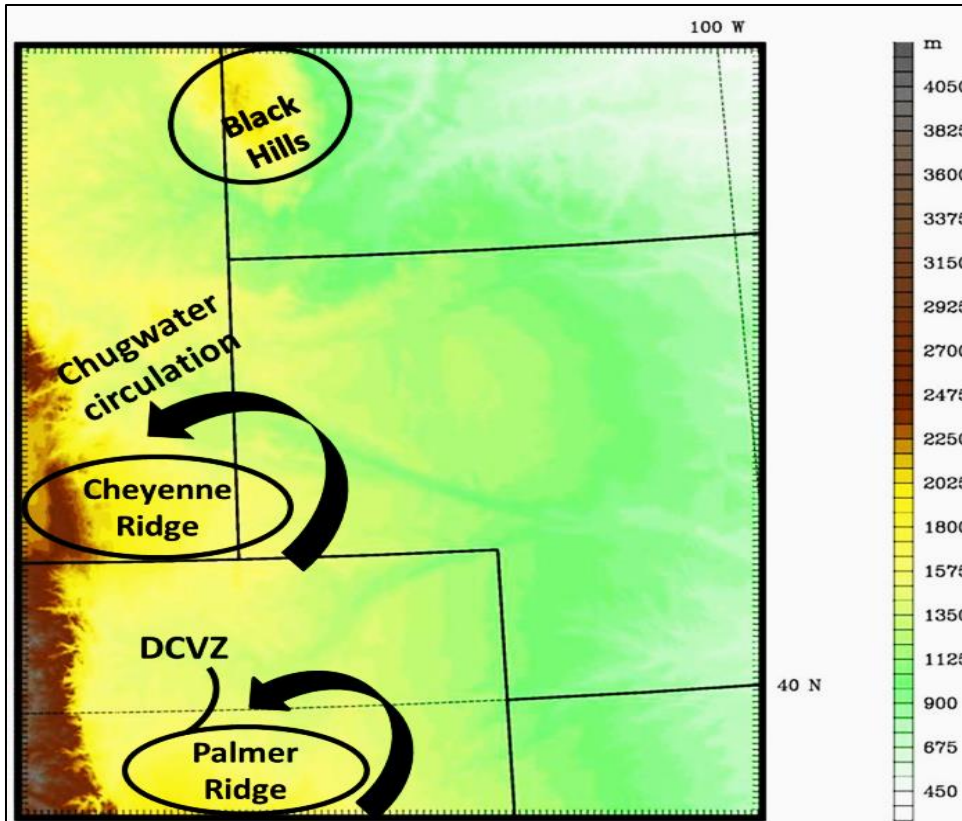 100 W
m
4050
3825
3600
3375
3150
2925
2700
2475
2250
2025
1800
1575
1350
1125
900
675
450
Black
Hills
Chugwater
circulation
Cheyenne
Ridge
DCVZ
40 N
Palmer
Ridge